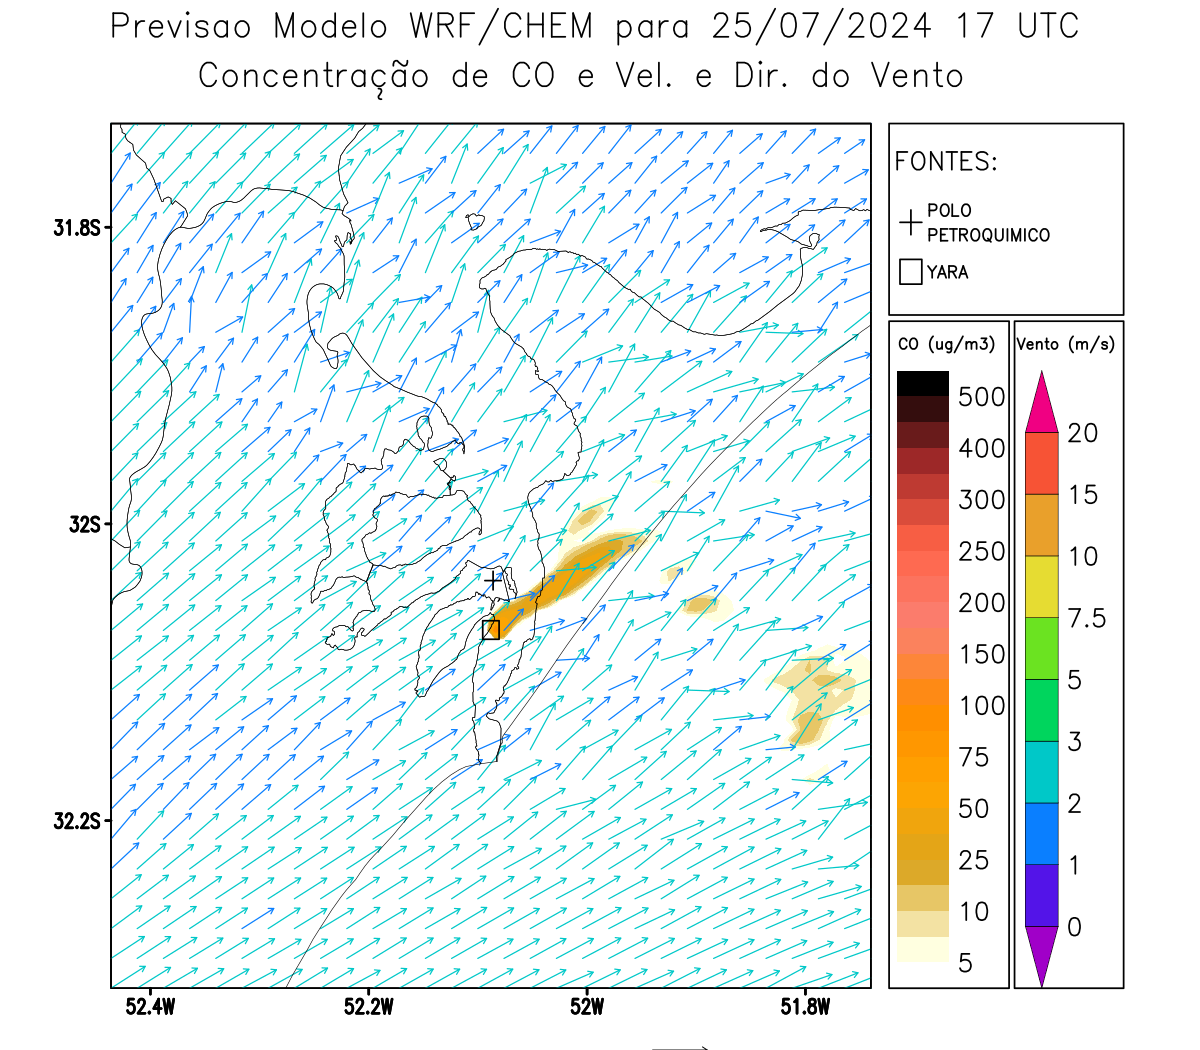 Previsao Modelo WRF/CHEM para 25/07/2024 17 UTC
Concentração de CO e Vel. e Dir. do Vento
FONTES:
POLO
PETROQUIMICO
YARA
31.8S
32S
32.2S
52.4W
52.2W
52W
51.8W
CO (ug/m3)
500
400
300
250
200
150
100
75
50
25
10
5
Vento (m/s)
20
15
10
7.5
5
3
2
1
0